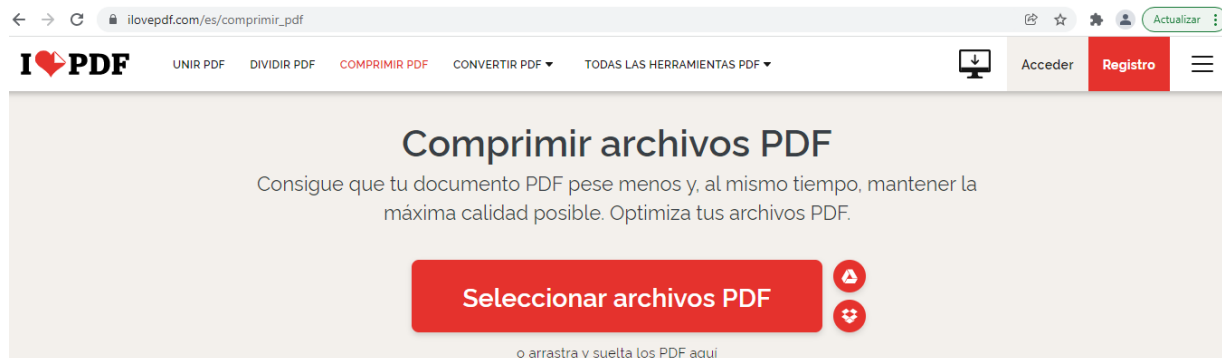 ilovepdf.com/es/comprimir_pdf
Actualizar
I PDF
UNIR PDF
DIVIDIR PDF
COMPRIMIR PDF
CONVERTIR PDF
TODAS LAS HERRAMIENTAS PDF
Acceder
Registro
Comprimir archivos PDF
Consigue que tu documento PDF pese menos y, al mismo tiempo, mantener la
máxima calidad posible. Optimiza tus archivos PDF.
Seleccionar archivos PDF
o arrastra y suelta los PDF aquí